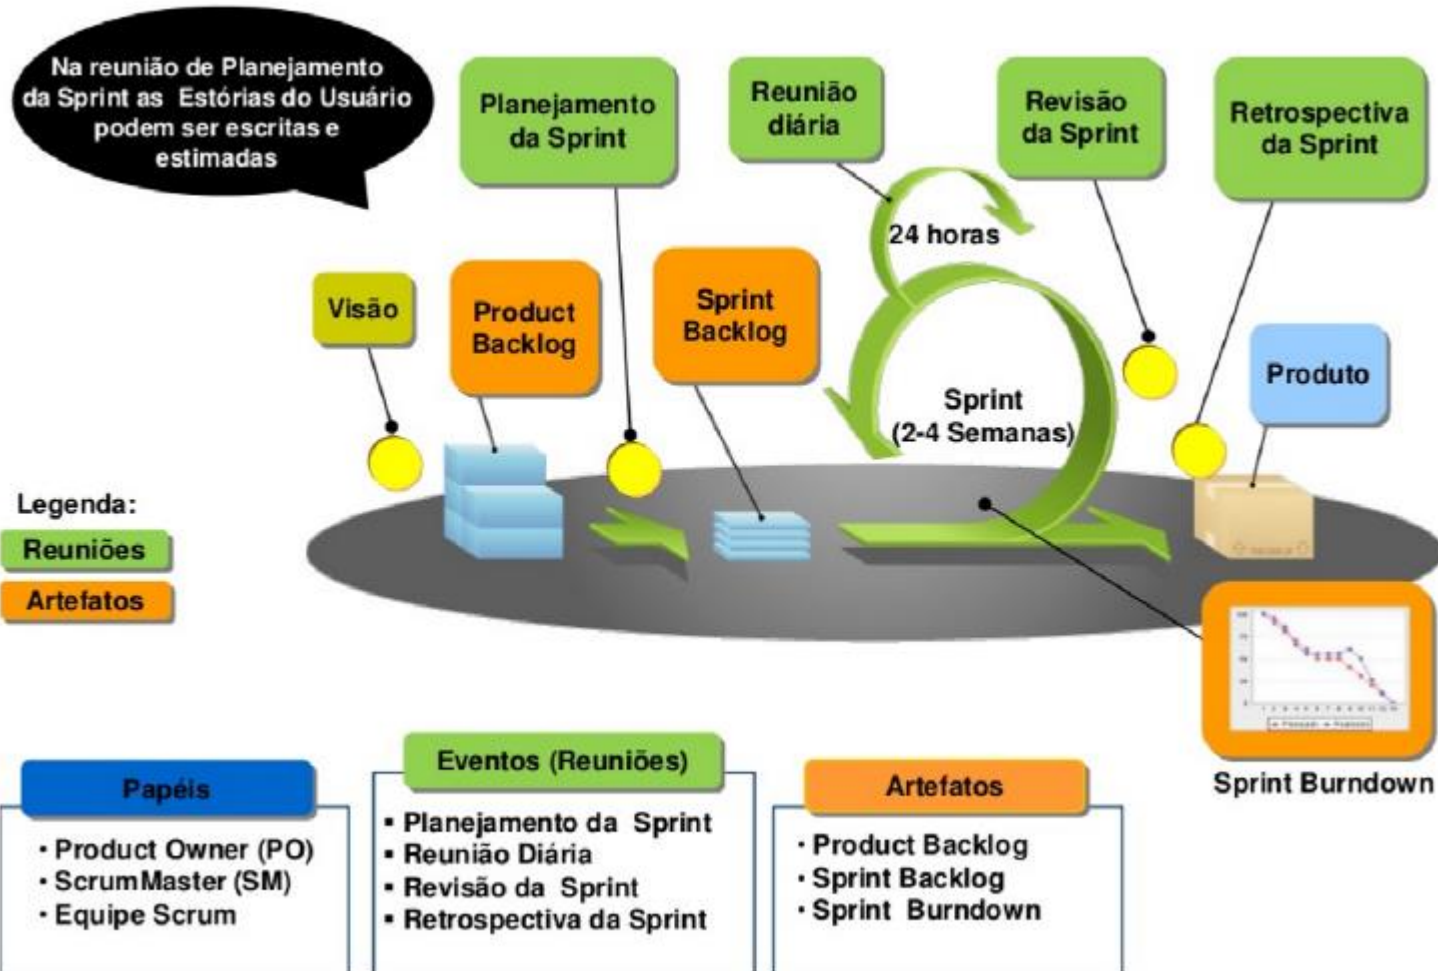 Na reunião de Planejamento
da Sprint as Estórias do Usuário
podem ser escritas e
estimadas
Planejamento
da Sprint
Reunião
diária
Revisão
da Sprint
Retrospectiva
da Sprint
24 horas
Visão
Product
Backlog
Sprint
Backlog
Sprint
(2-4 Semanas)
Produto
Legenda:
Reuniões
Artefatos
Sprint Burndown
Papéis
• Product Owner (PO)
• ScrumMaster (SM)
• Equipe Scrum
Eventos (Reuniões)
▪ Planejamento da Sprint
▪ Reunião Diária
▪ Revisão da Sprint
▪ Retrospectiva da Sprint
Artefatos
• Product Backlog
• Sprint Backlog
• Sprint Burndown